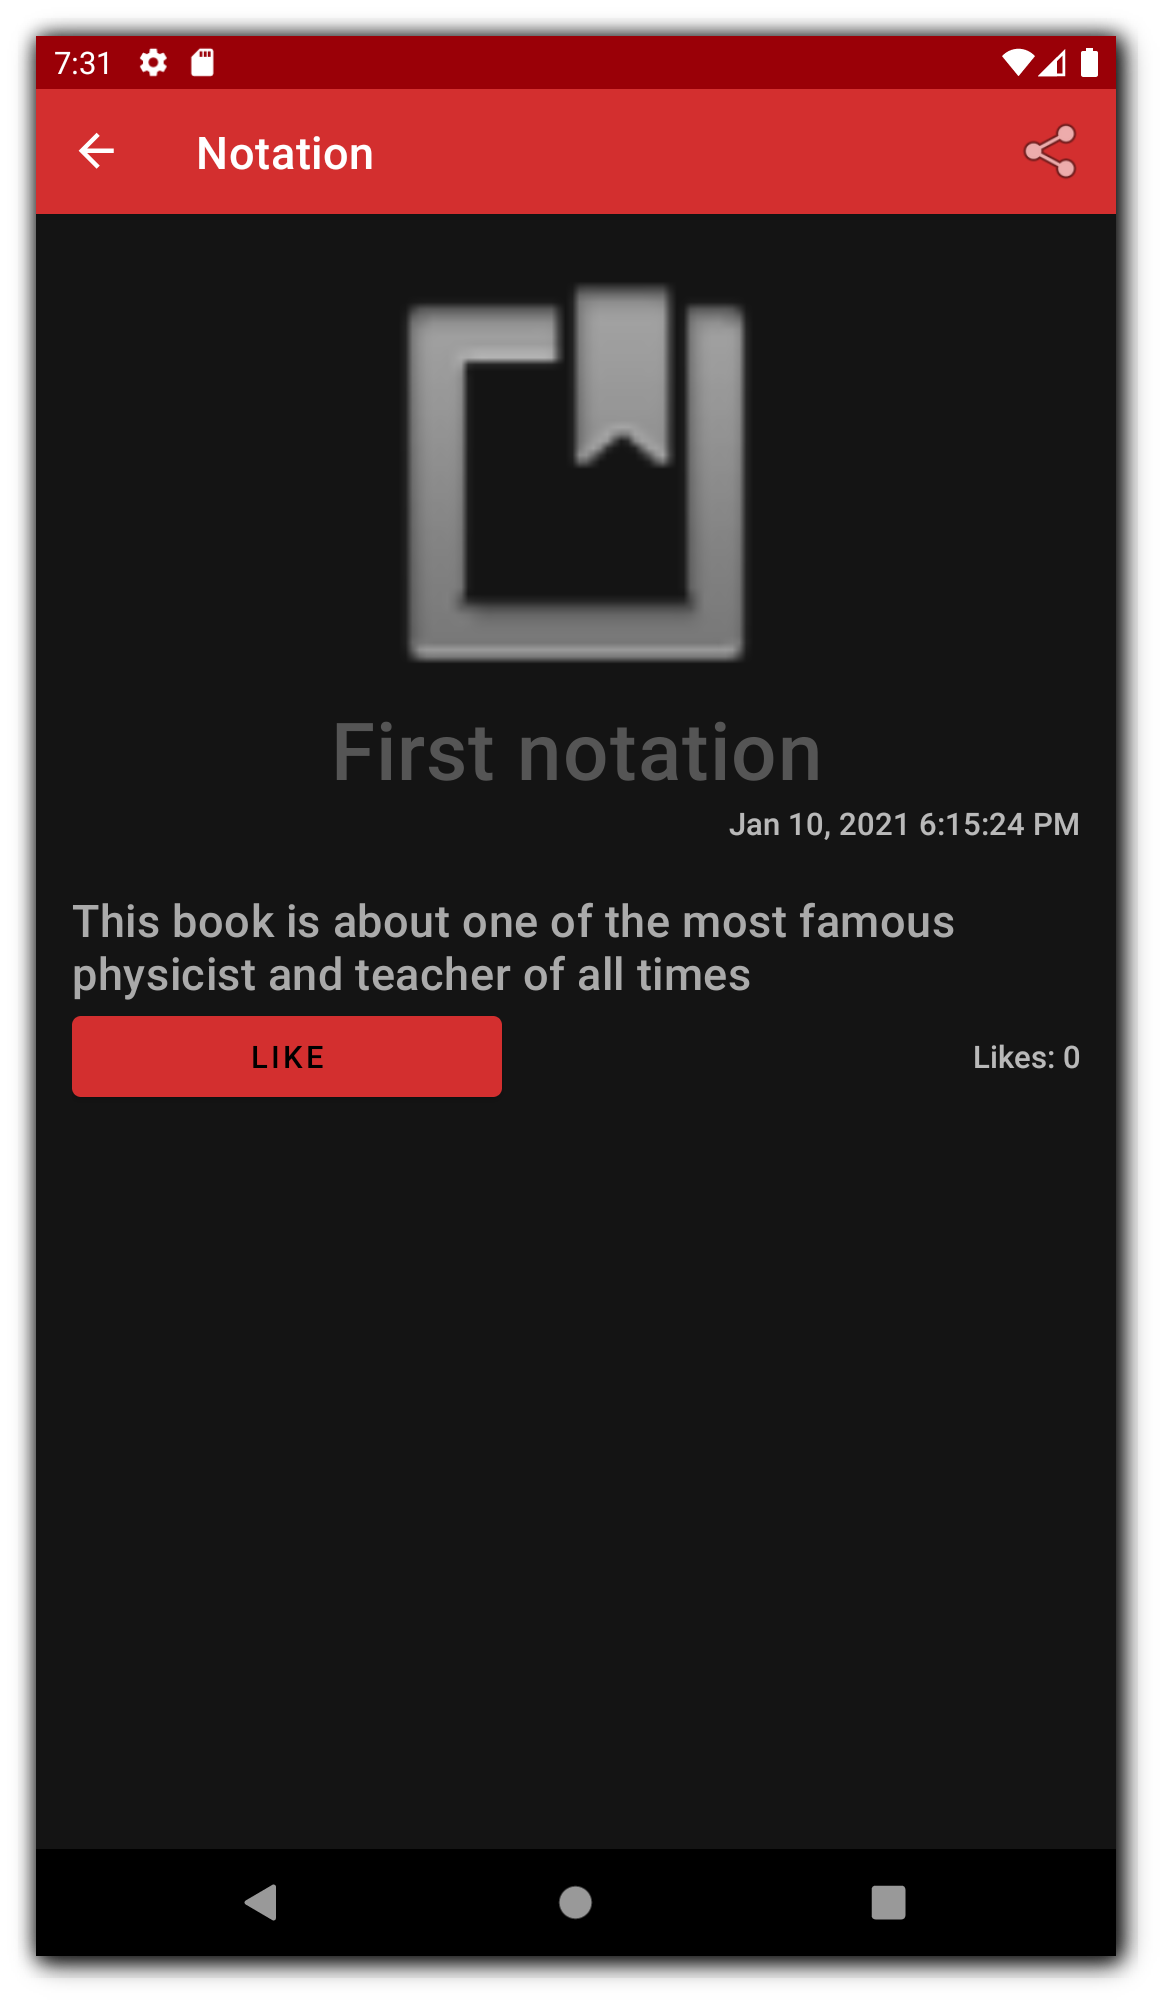 7:31
Notation
First notation
Jan 10, 2021 6:15:24 PM
This book is about one of the most famous
physicist and teacher of all times
LIKE
Likes: 0